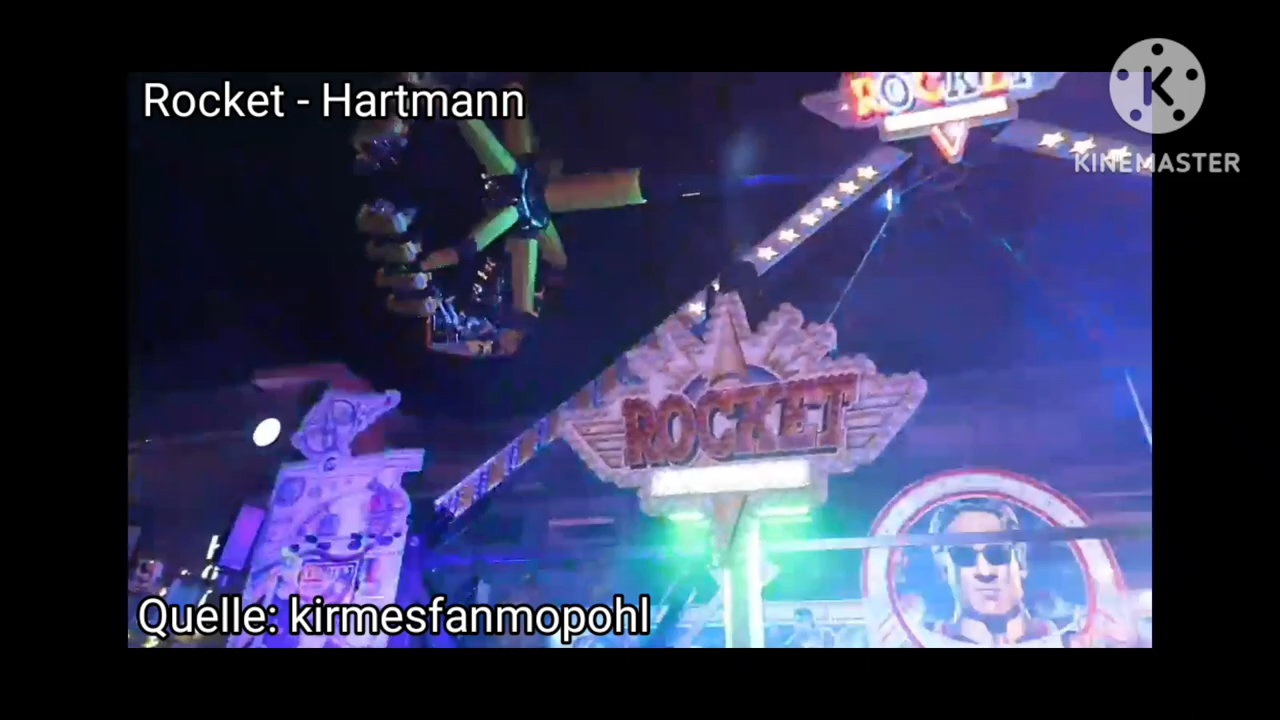 Rocket - Hartmann
ROCKET
KINEMASTER
ROCKET
Quelle: kirmesfanmopohl